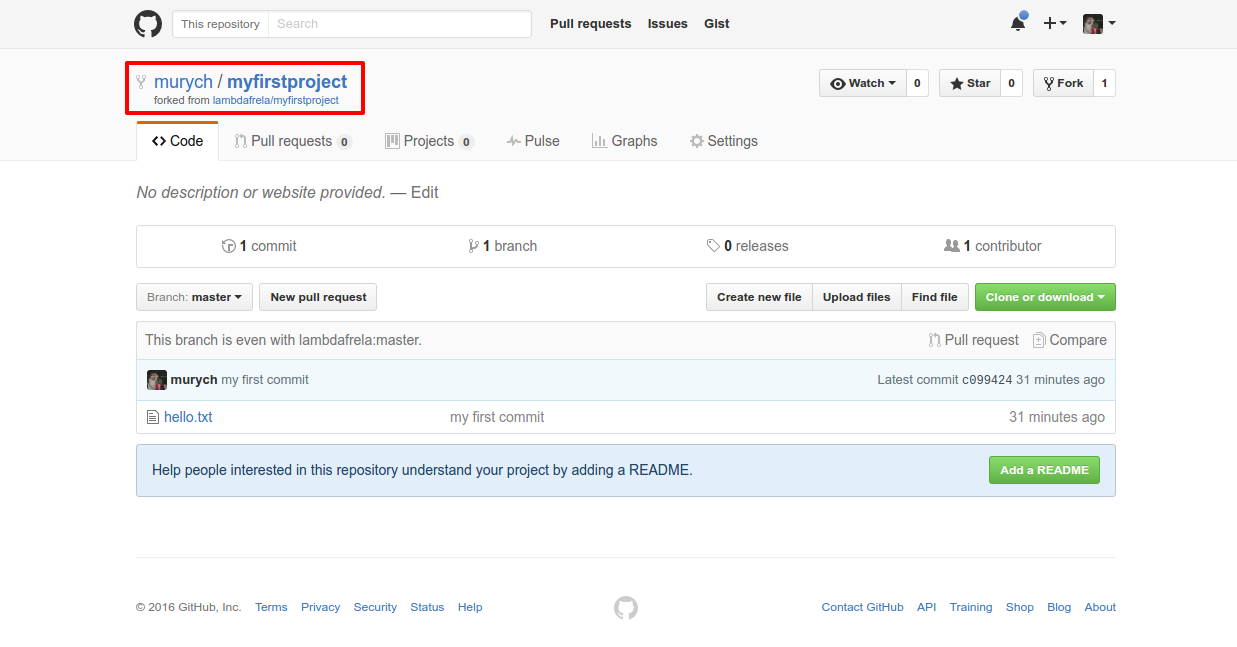 This repository Search Pull requests Issues Gist
murych / myfirstproject Watch 0 Star 0 Fork 1
forked from lambdafrela/myfirstproject
Code Pull requests 0 Projects 0 Pulse Graphs Settings
No description or website provided. — Edit
1 commit 1 branch 0 releases 1 contributor
Branch: master New pull request Create new file Upload files Find file Clone or download
This branch is even with lambdafrela:master. Pull request Compare
murych my first commit Latest commit c099424 31 minutes ago
hello.txt my first commit 31 minutes ago
Help people interested in this repository understand your project by adding a README. Add a README
© 2016 GitHub, Inc. Terms Privacy Security Status Help Contact GitHub API Training Shop Blog About